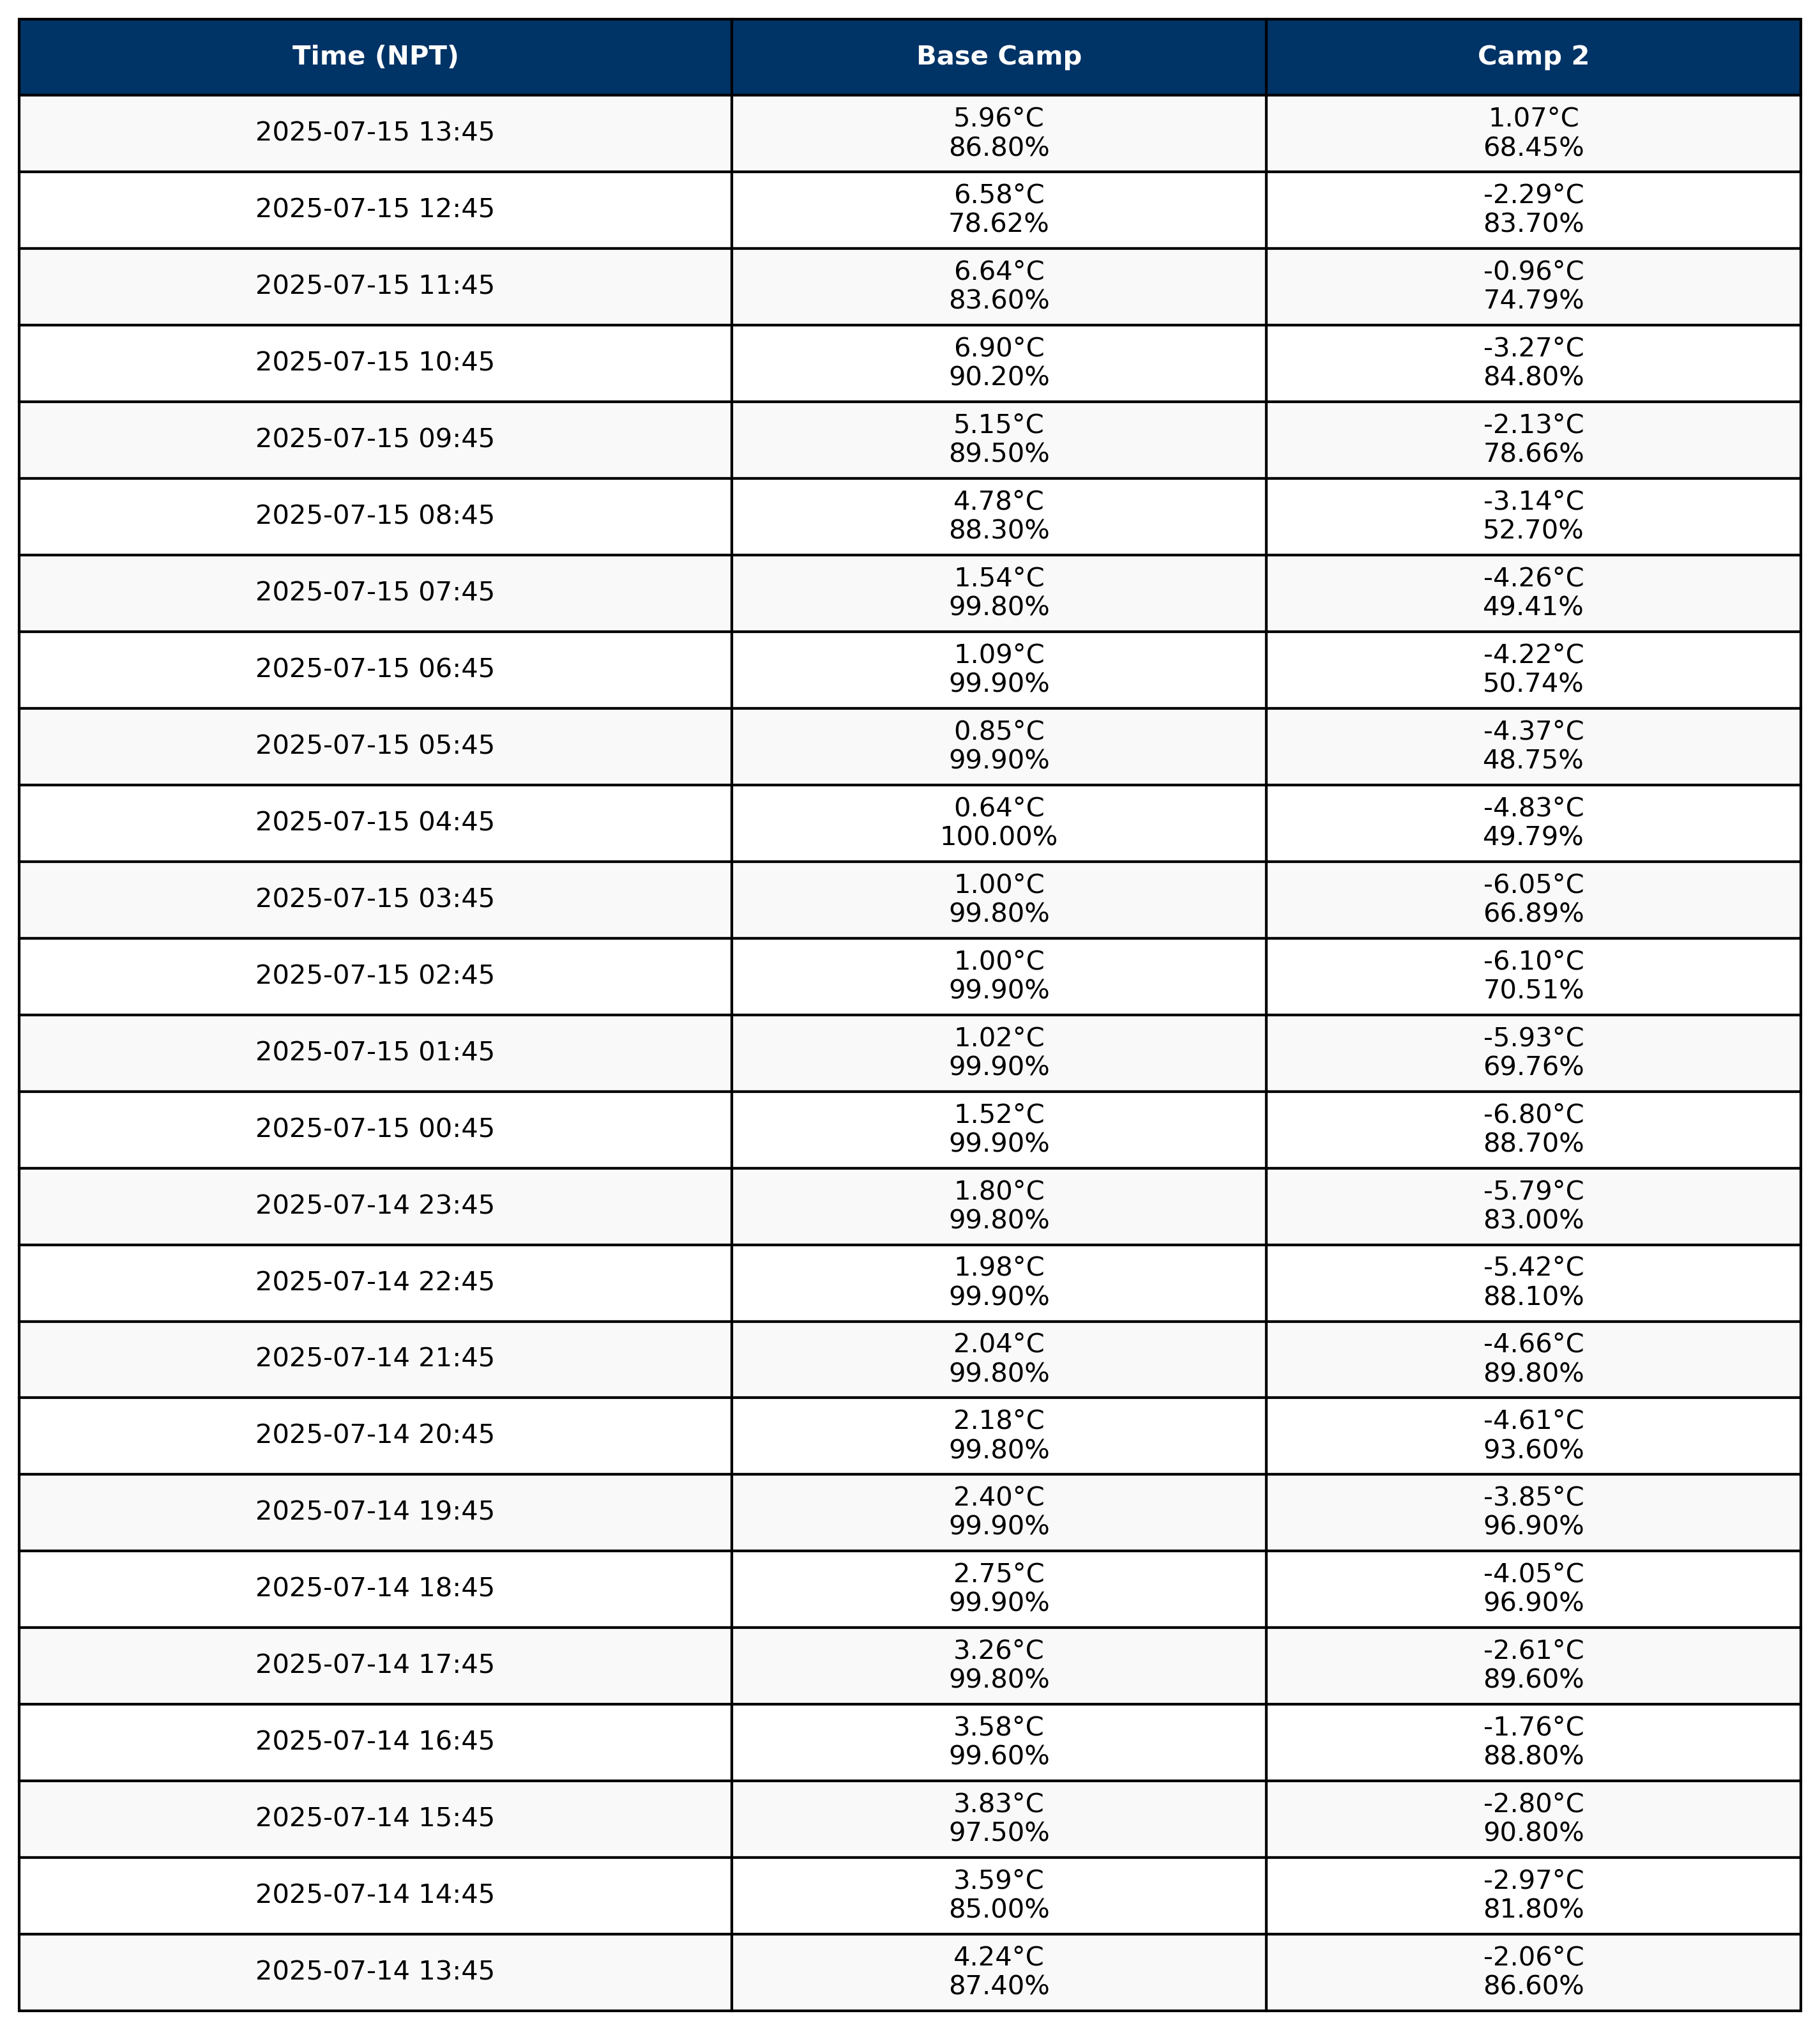 Time (NPT) Base Camp Camp 2
2025-07-15 13:45 5.96°C 1.07°C
86.80% 68.45%
2025-07-15 12:45 6.58°C -2.29°C
78.62% 83.70%
2025-07-15 11:45 6.64°C -0.96°C
83.60% 74.79%
2025-07-15 10:45 6.90°C -3.27°C
90.20% 84.80%
2025-07-15 09:45 5.15°C -2.13°C
89.50% 78.66%
2025-07-15 08:45 4.78°C -3.14°C
88.30% 52.70%
2025-07-15 07:45 1.54°C -4.26°C
99.80% 49.41%
2025-07-15 06:45 1.09°C -4.22°C
99.90% 50.74%
2025-07-15 05:45 0.85°C -4.37°C
99.90% 48.75%
2025-07-15 04:45 0.64°C -4.83°C
100.00% 49.79%
2025-07-15 03:45 1.00°C -6.05°C
99.80% 66.89%
2025-07-15 02:45 1.00°C -6.10°C
99.90% 70.51%
2025-07-15 01:45 1.02°C -5.93°C
99.90% 69.76%
2025-07-15 00:45 1.52°C -6.80°C
99.90% 88.70%
2025-07-14 23:45 1.80°C -5.79°C
99.80% 83.00%
2025-07-14 22:45 1.98°C -5.42°C
99.90% 88.10%
2025-07-14 21:45 2.04°C -4.66°C
99.80% 89.80%
2025-07-14 20:45 2.18°C -4.61°C
99.80% 93.60%
2025-07-14 19:45 2.40°C -3.85°C
99.90% 96.90%
2025-07-14 18:45 2.75°C -4.05°C
99.90% 96.90%
2025-07-14 17:45 3.26°C -2.61°C
99.80% 89.60%
2025-07-14 16:45 3.58°C -1.76°C
99.60% 88.80%
2025-07-14 15:45 3.83°C -2.80°C
97.50% 90.80%
2025-07-14 14:45 3.59°C -2.97°C
85.00% 81.80%
2025-07-14 13:45 4.24°C -2.06°C
87.40% 86.60%